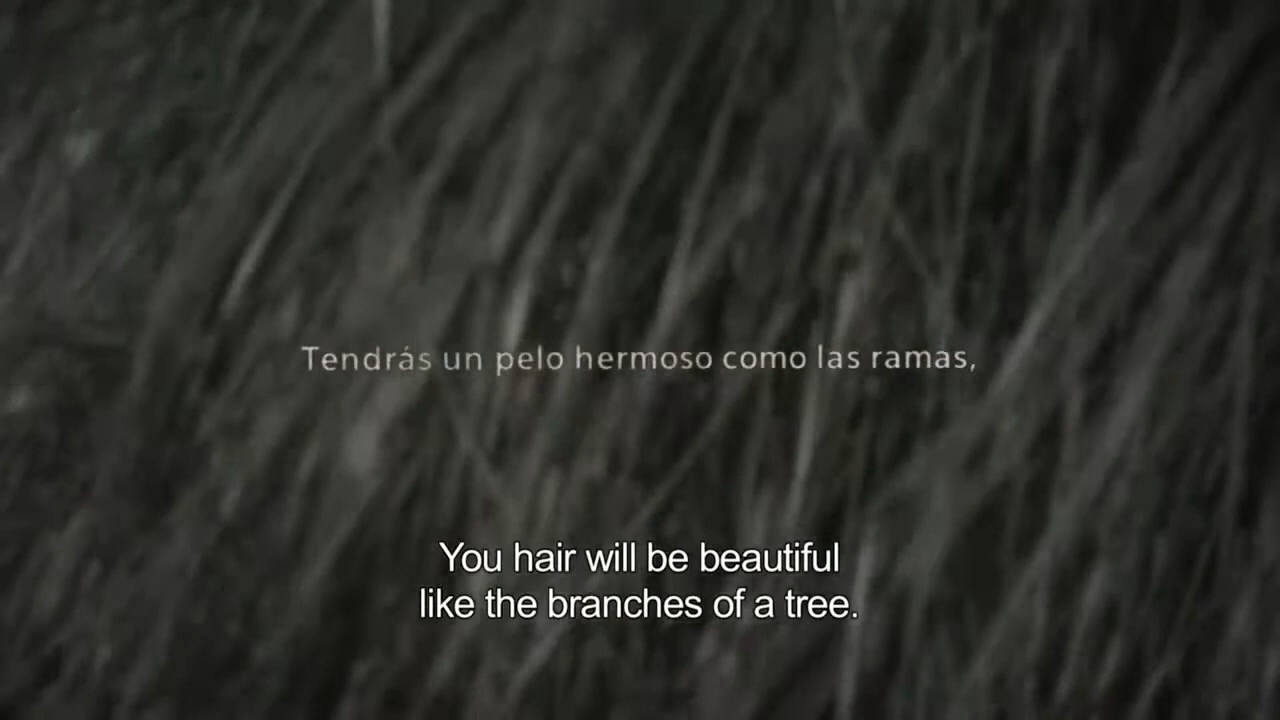 Tendrás un pelo hermoso como las ramas,
You hair will be beautiful
like the branches of a tree.